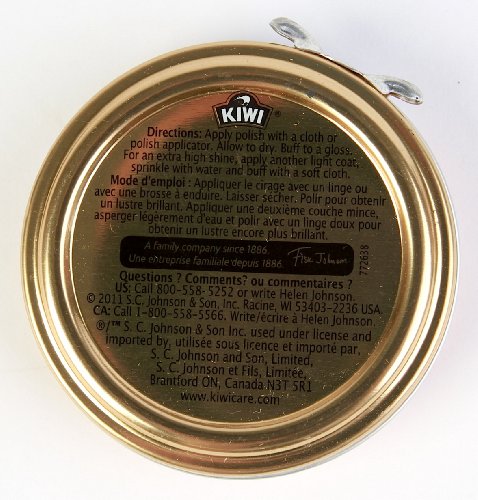 KIWI ®
Directions: Apply polish with a cloth or
polish applicator. Allow to dry. Buff to a gloss.
For an extra high shine, apply another light coat,
sprinkle with water and buff with a soft cloth.
Mode d'emploi : Appliquer le cirage avec un linge ou
avec une brosse à enduire. Laisser sécher. Polir pour obtenir
un lustre brillant. Appliquer une deuxième couche mince,
asperger légèrement d'eau et polir avec un linge doux pour
obtenir un lustre encore plus brillant.
A family company since 1886.
Une entreprise familiale depuis 1886.
Fisk Johnson
772638
Questions ? Comments? ou commentaires ?
US: Call 800-558-5252 or write Helen Johnson.
© 2011 S.C. Johnson & Son, Inc. Racine, WI 53403-2236 USA.
CA: Call 1-800-558-5566. Write/écrire à Helen Johnson.
®/™ S. C. Johnson & Son Inc. used under license and
imported by, utilisée sous licence et importé par,
S. C. Johnson and Son, Limited,
S. C. Johnson et Fils, Limitée,
Brantford ON, Canada N3T 5R1
www.kiwicare.com